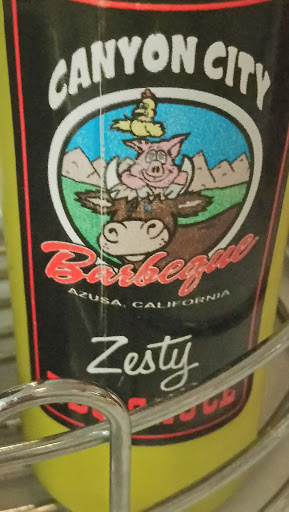 CANYON CITY
Barbeque
AZUSA, CALIFORNIA
Zesty